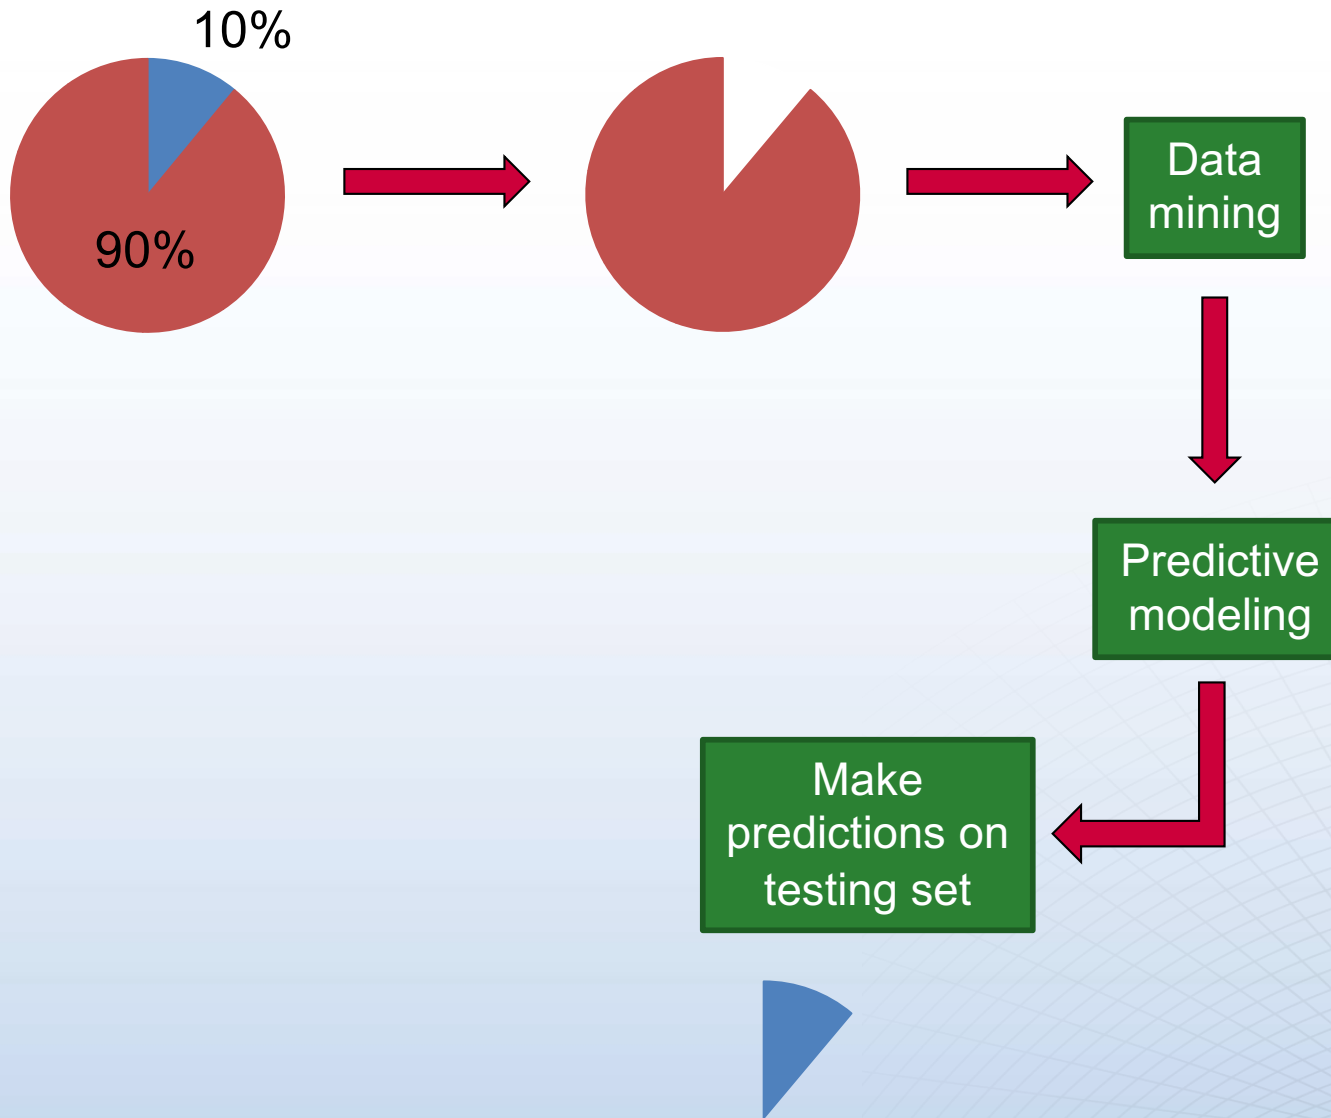 10%
90%
Data
mining
Predictive
modeling
Make
predictions on
testing set